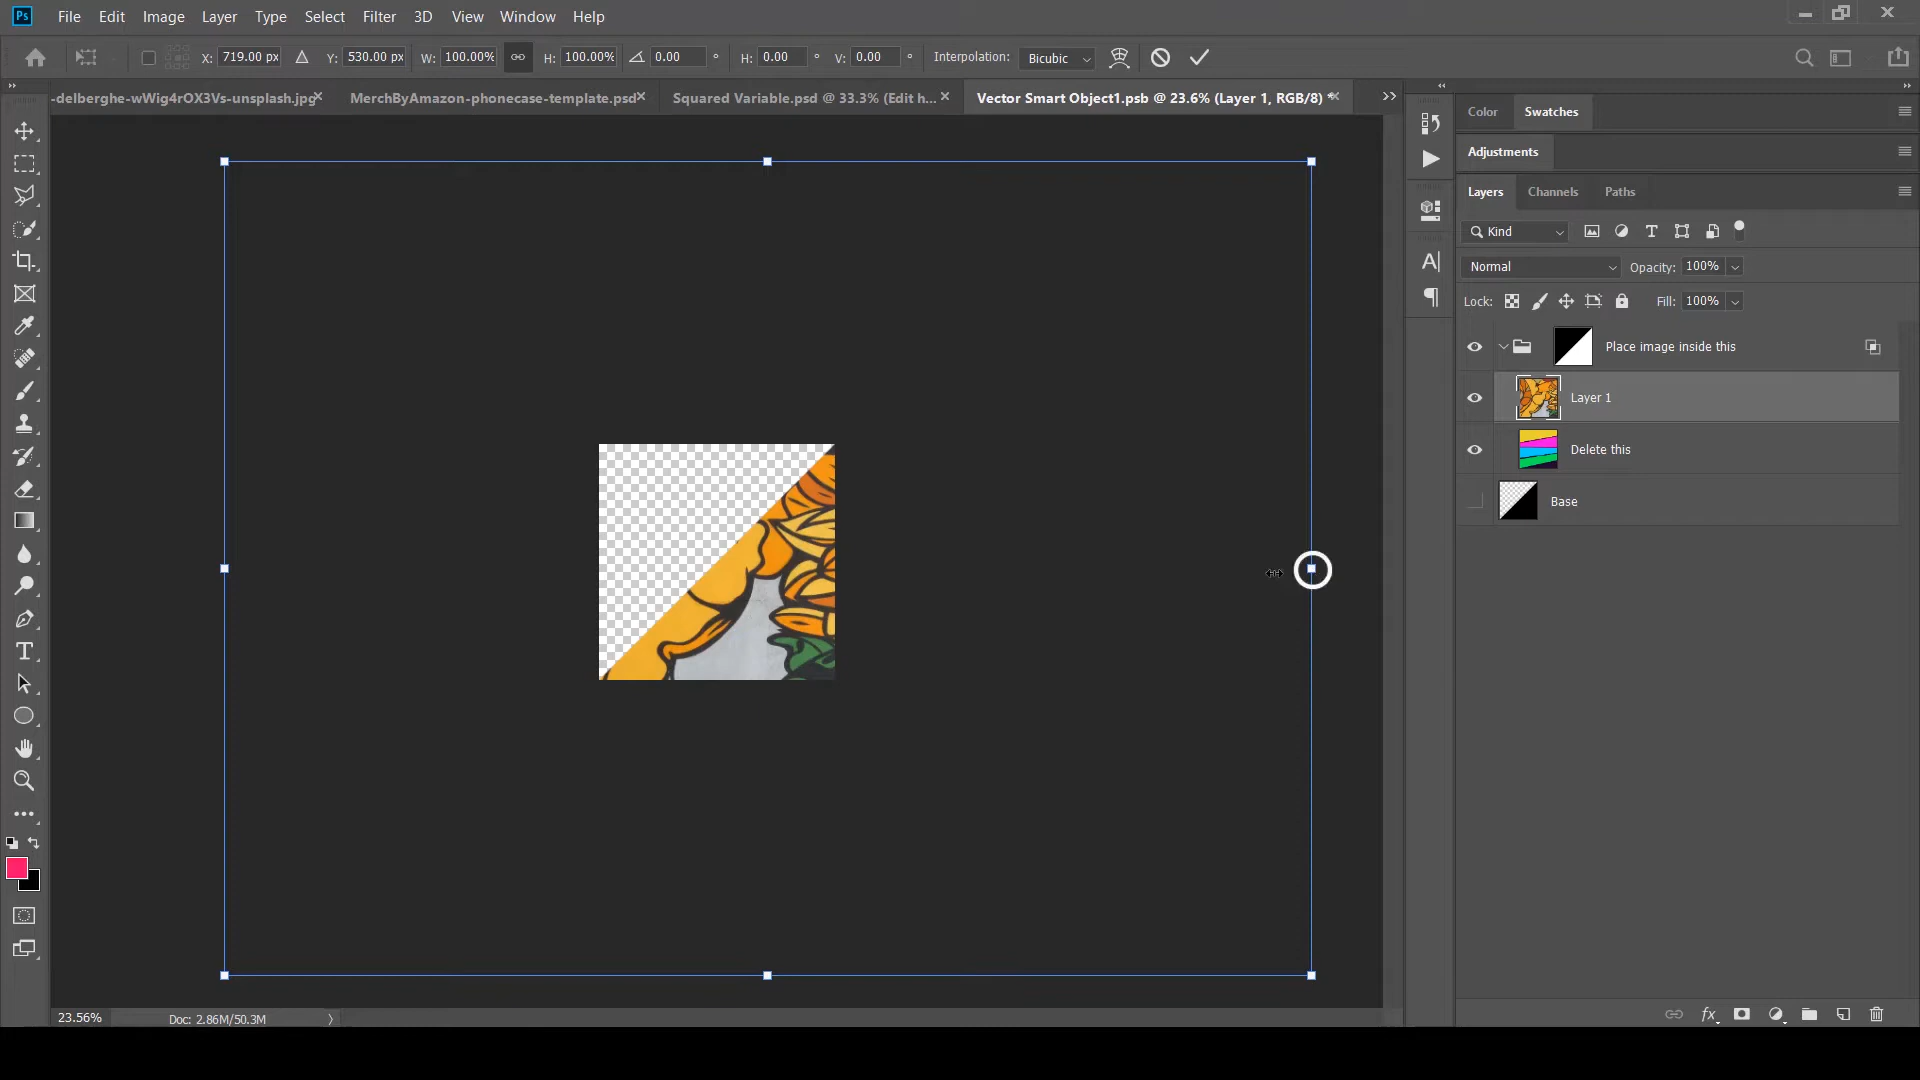 Ps File Edit Image Layer Type Select Filter 3D View Window Help
X: 719.00 px Y: 530.00 px W: 100.00% H: 100.00% 0.00 ° H: 0.00 ° V: 0.00 ° Interpolation: Bicubic
-delberghe-wWig4rOX3Vs-unsplash.jpg MerchByAmazon-phonecase-template.psd Squared Variable.psd @ 33.3% (Edit h... Vector Smart Object1.psb @ 23.6% (Layer 1, RGB/8) *
Color Swatches
Adjustments
Layers Channels Paths
Kind
Normal Opacity: 100%
Lock: Fill: 100%
Place image inside this
Layer 1
Delete this
Base
23.56% Doc: 2.86M/50.3M